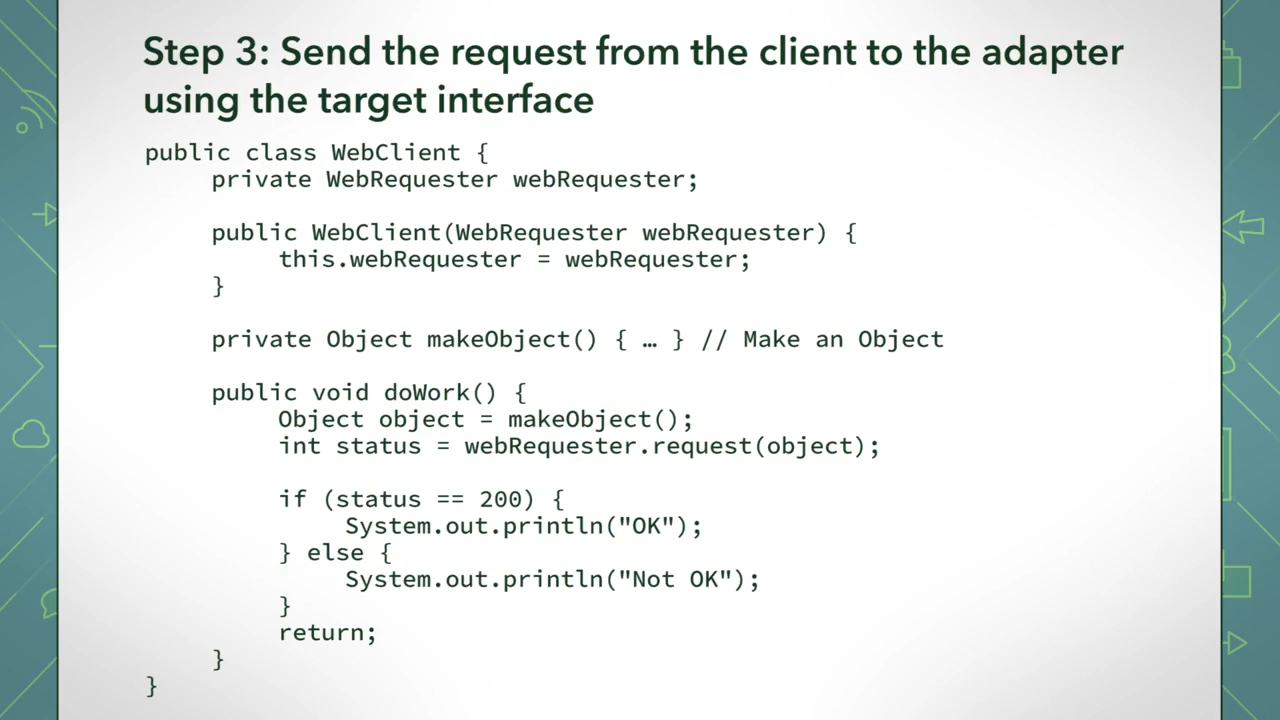 Step 3: Send the request from the client to the adapter
using the target interface
public class WebClient {
private WebRequester webRequester;
public WebClient(WebRequester webRequester) {
this.webRequester = webRequester;
}
private Object makeObject() { … } // Make an Object
public void doWork() {
Object object = makeObject();
int status = webRequester.request(object);
if (status == 200) {
System.out.println("OK");
} else {
System.out.println("Not OK");
}
return;
}
}